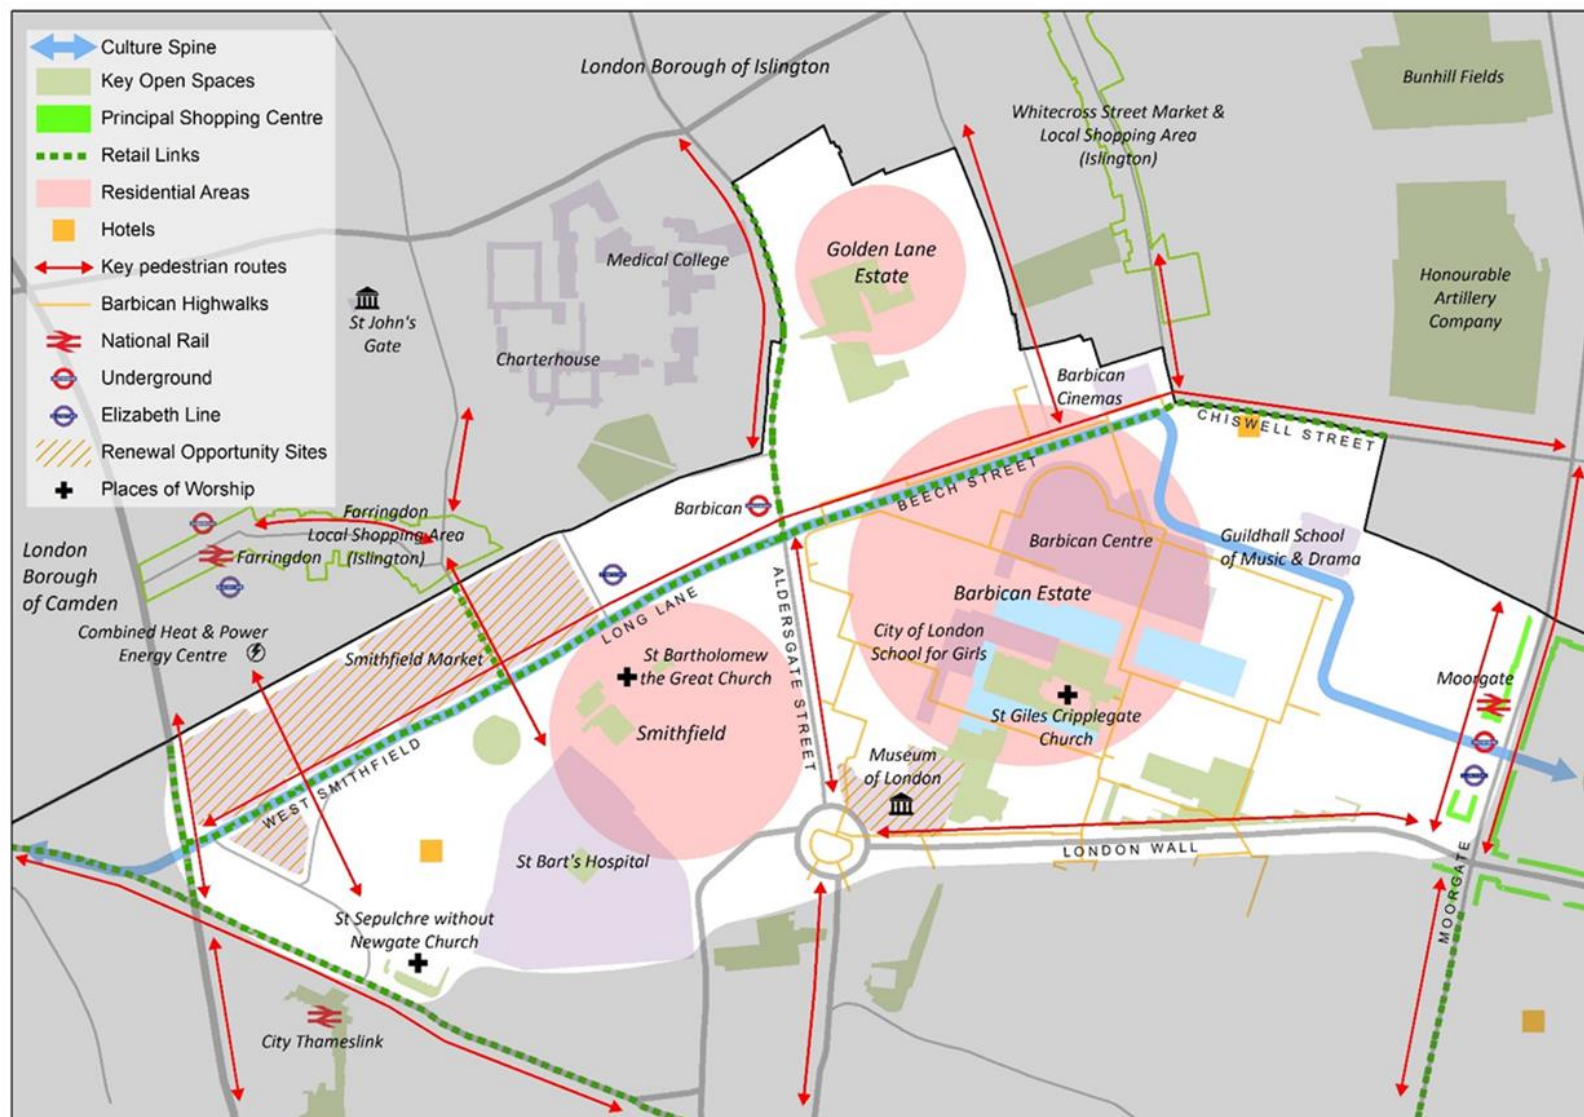 Culture Spine
Key Open Spaces
Principal Shopping Centre
Retail Links
Residential Areas
Hotels
Key pedestrian routes
Barbican Highwalks
National Rail
Underground
Elizabeth Line
Renewal Opportunity Sites
Places of Worship
London Borough of Islington
Bunhill Fields
Whitecross Street Market &
Local Shopping Area
(Islington)
Golden Lane
Estate
Medical College
Honourable
Artillery
Company
St John's
Gate
Charterhouse
Barbican
Cinemas
CHISWELL STREET
BEECH STREET
Barbican
Farringdon
Local Shopping Area
(Islington)
Farringdon
London
Borough
of Camden
Barbican Centre
Guildhall School
of Music & Drama
Barbican Estate
ALDERSGATE STREET
LONG LANE
City of London
School for Girls
Combined Heat & Power
Energy Centre
Smithfield Market
St Bartholomew
the Great Church
Moorgate
St Giles Cripplegate
Church
Smithfield
Museum
of London
WEST SMITHFIELD
LONDON WALL
St Bart's Hospital
MOORGATE
St Sepulchre without
Newgate Church
City Thameslink